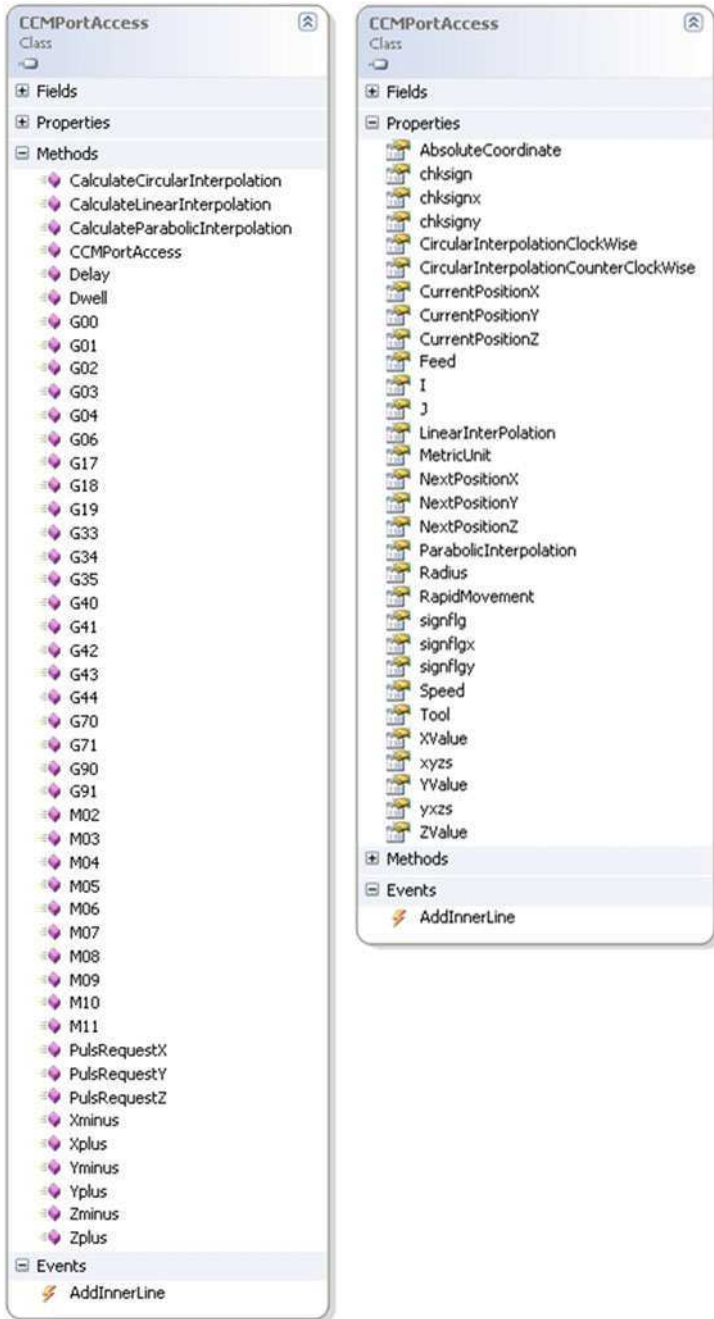 CCMPortAccess
Class
Fields
Properties
Methods
CalculateCircularInterpolation
CalculateLinearInterpolation
CalculateParabolicInterpolation
CCMPortAccess
Delay
Dwell
G00
G01
G02
G03
G04
G06
G17
G18
G19
G33
G34
G35
G40
G41
G42
G43
G44
G70
G71
G90
G91
M02
M03
M04
M05
M06
M07
M08
M09
M10
M11
PulsRequestX
PulsRequestY
PulsRequestZ
Xminus
Xplus
Yminus
Yplus
Zminus
Zplus
Events
AddInnerLine
CCMPortAccess
Class
Fields
Properties
AbsoluteCoordinate
chksign
chksignx
chksigny
CircularInterpolationClockWise
CircularInterpolationCounterClockWise
CurrentPositionX
CurrentPositionY
CurrentPositionZ
Feed
I
J
LinearInterPolation
MetricUnit
NextPositionX
NextPositionY
NextPositionZ
ParabolicInterpolation
Radius
RapidMovement
signflg
signflgx
signflgy
Speed
Tool
XValue
xyzs
YValue
yxzs
ZValue
Methods
Events
AddInnerLine